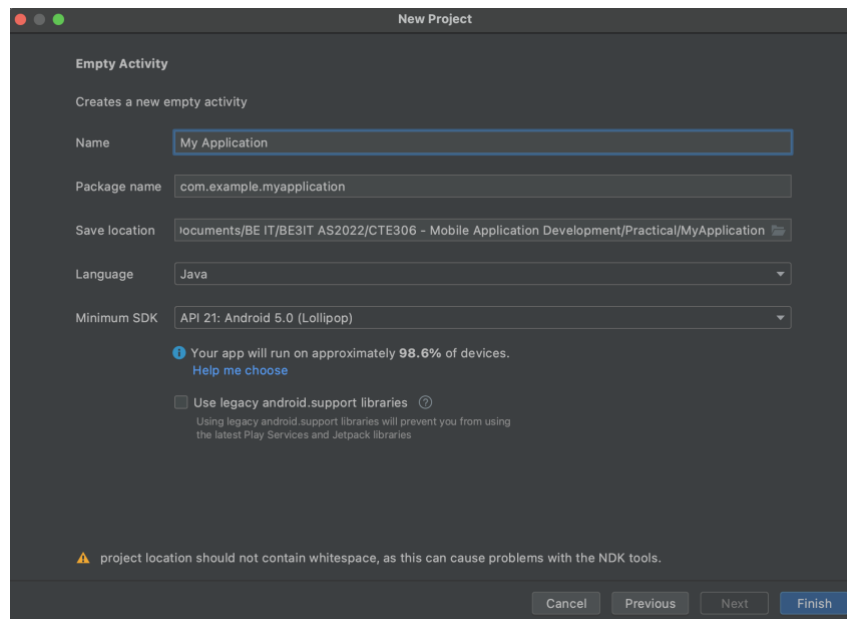 New Project
Empty Activity
Creates a new empty activity
Name My Application
Package name com.example.myapplication
Save location ocuments/BE IT/BE3IT AS2022/CTE306 - Mobile Application Development/Practical/MyApplication
Language Java
Minimum SDK API 21: Android 5.0 (Lollipop)
i Your app will run on approximately 98.6% of devices.
Help me choose
Use legacy android.support libraries ?
Using legacy android.support libraries will prevent you from using
the latest Play Services and Jetpack libraries
project location should not contain whitespace, as this can cause problems with the NDK tools.
Cancel Previous Next Finish